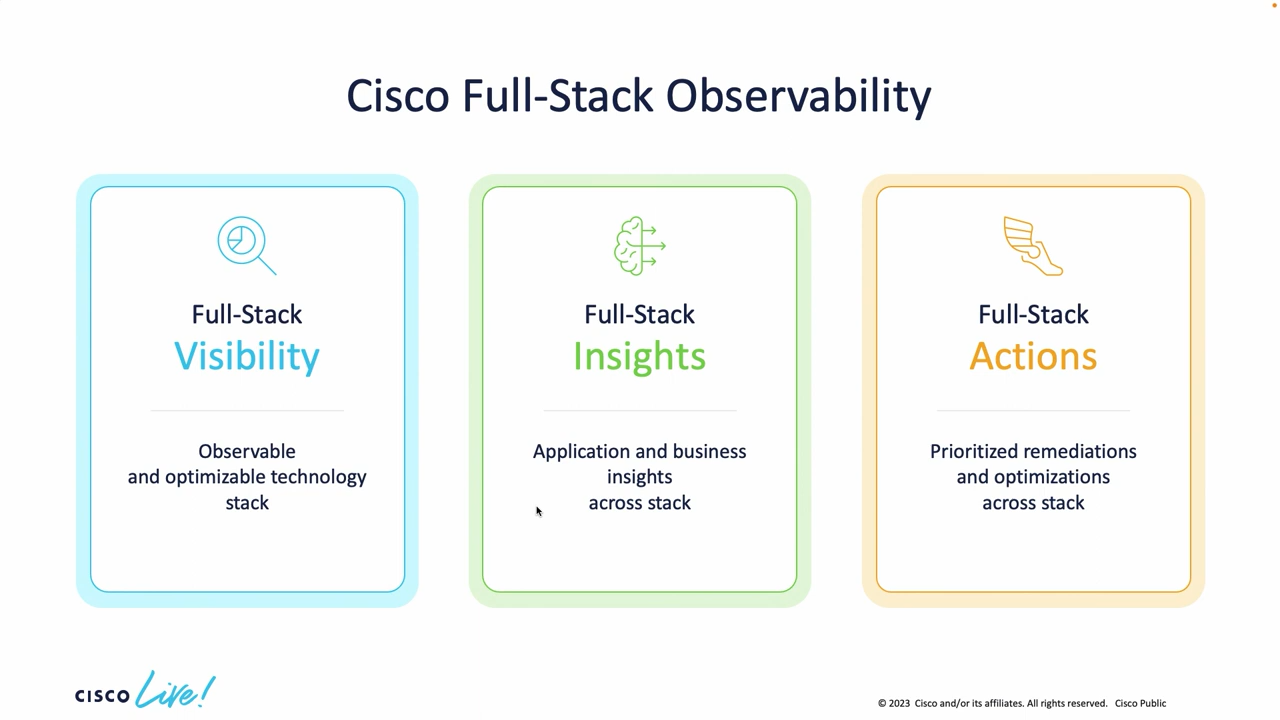 Cisco Full-Stack Observability
Full-Stack
Visibility
Observable
and optimizable technology
stack
Full-Stack
Insights
Application and business
insights
across stack
Full-Stack
Actions
Prioritized remediations
and optimizations
across stack
CISCO Live!
© 2023 Cisco and/or its affiliates. All rights reserved. Cisco Public